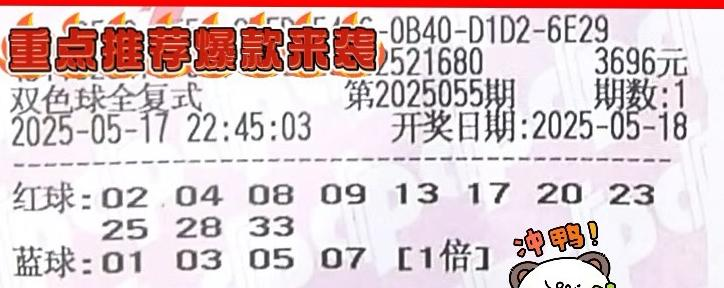 -0B40-D1D2-6E29
重点推荐爆款来袭
2521680 3696元
双色球全复式 第2025055期 期数:1
2025-05-17 22:45:03 开奖日期:2025-05-18
红球:02 04 08 09 13 17 20 23
25 28 33
蓝球:01 03 05 07 [1倍]
冲鸭!